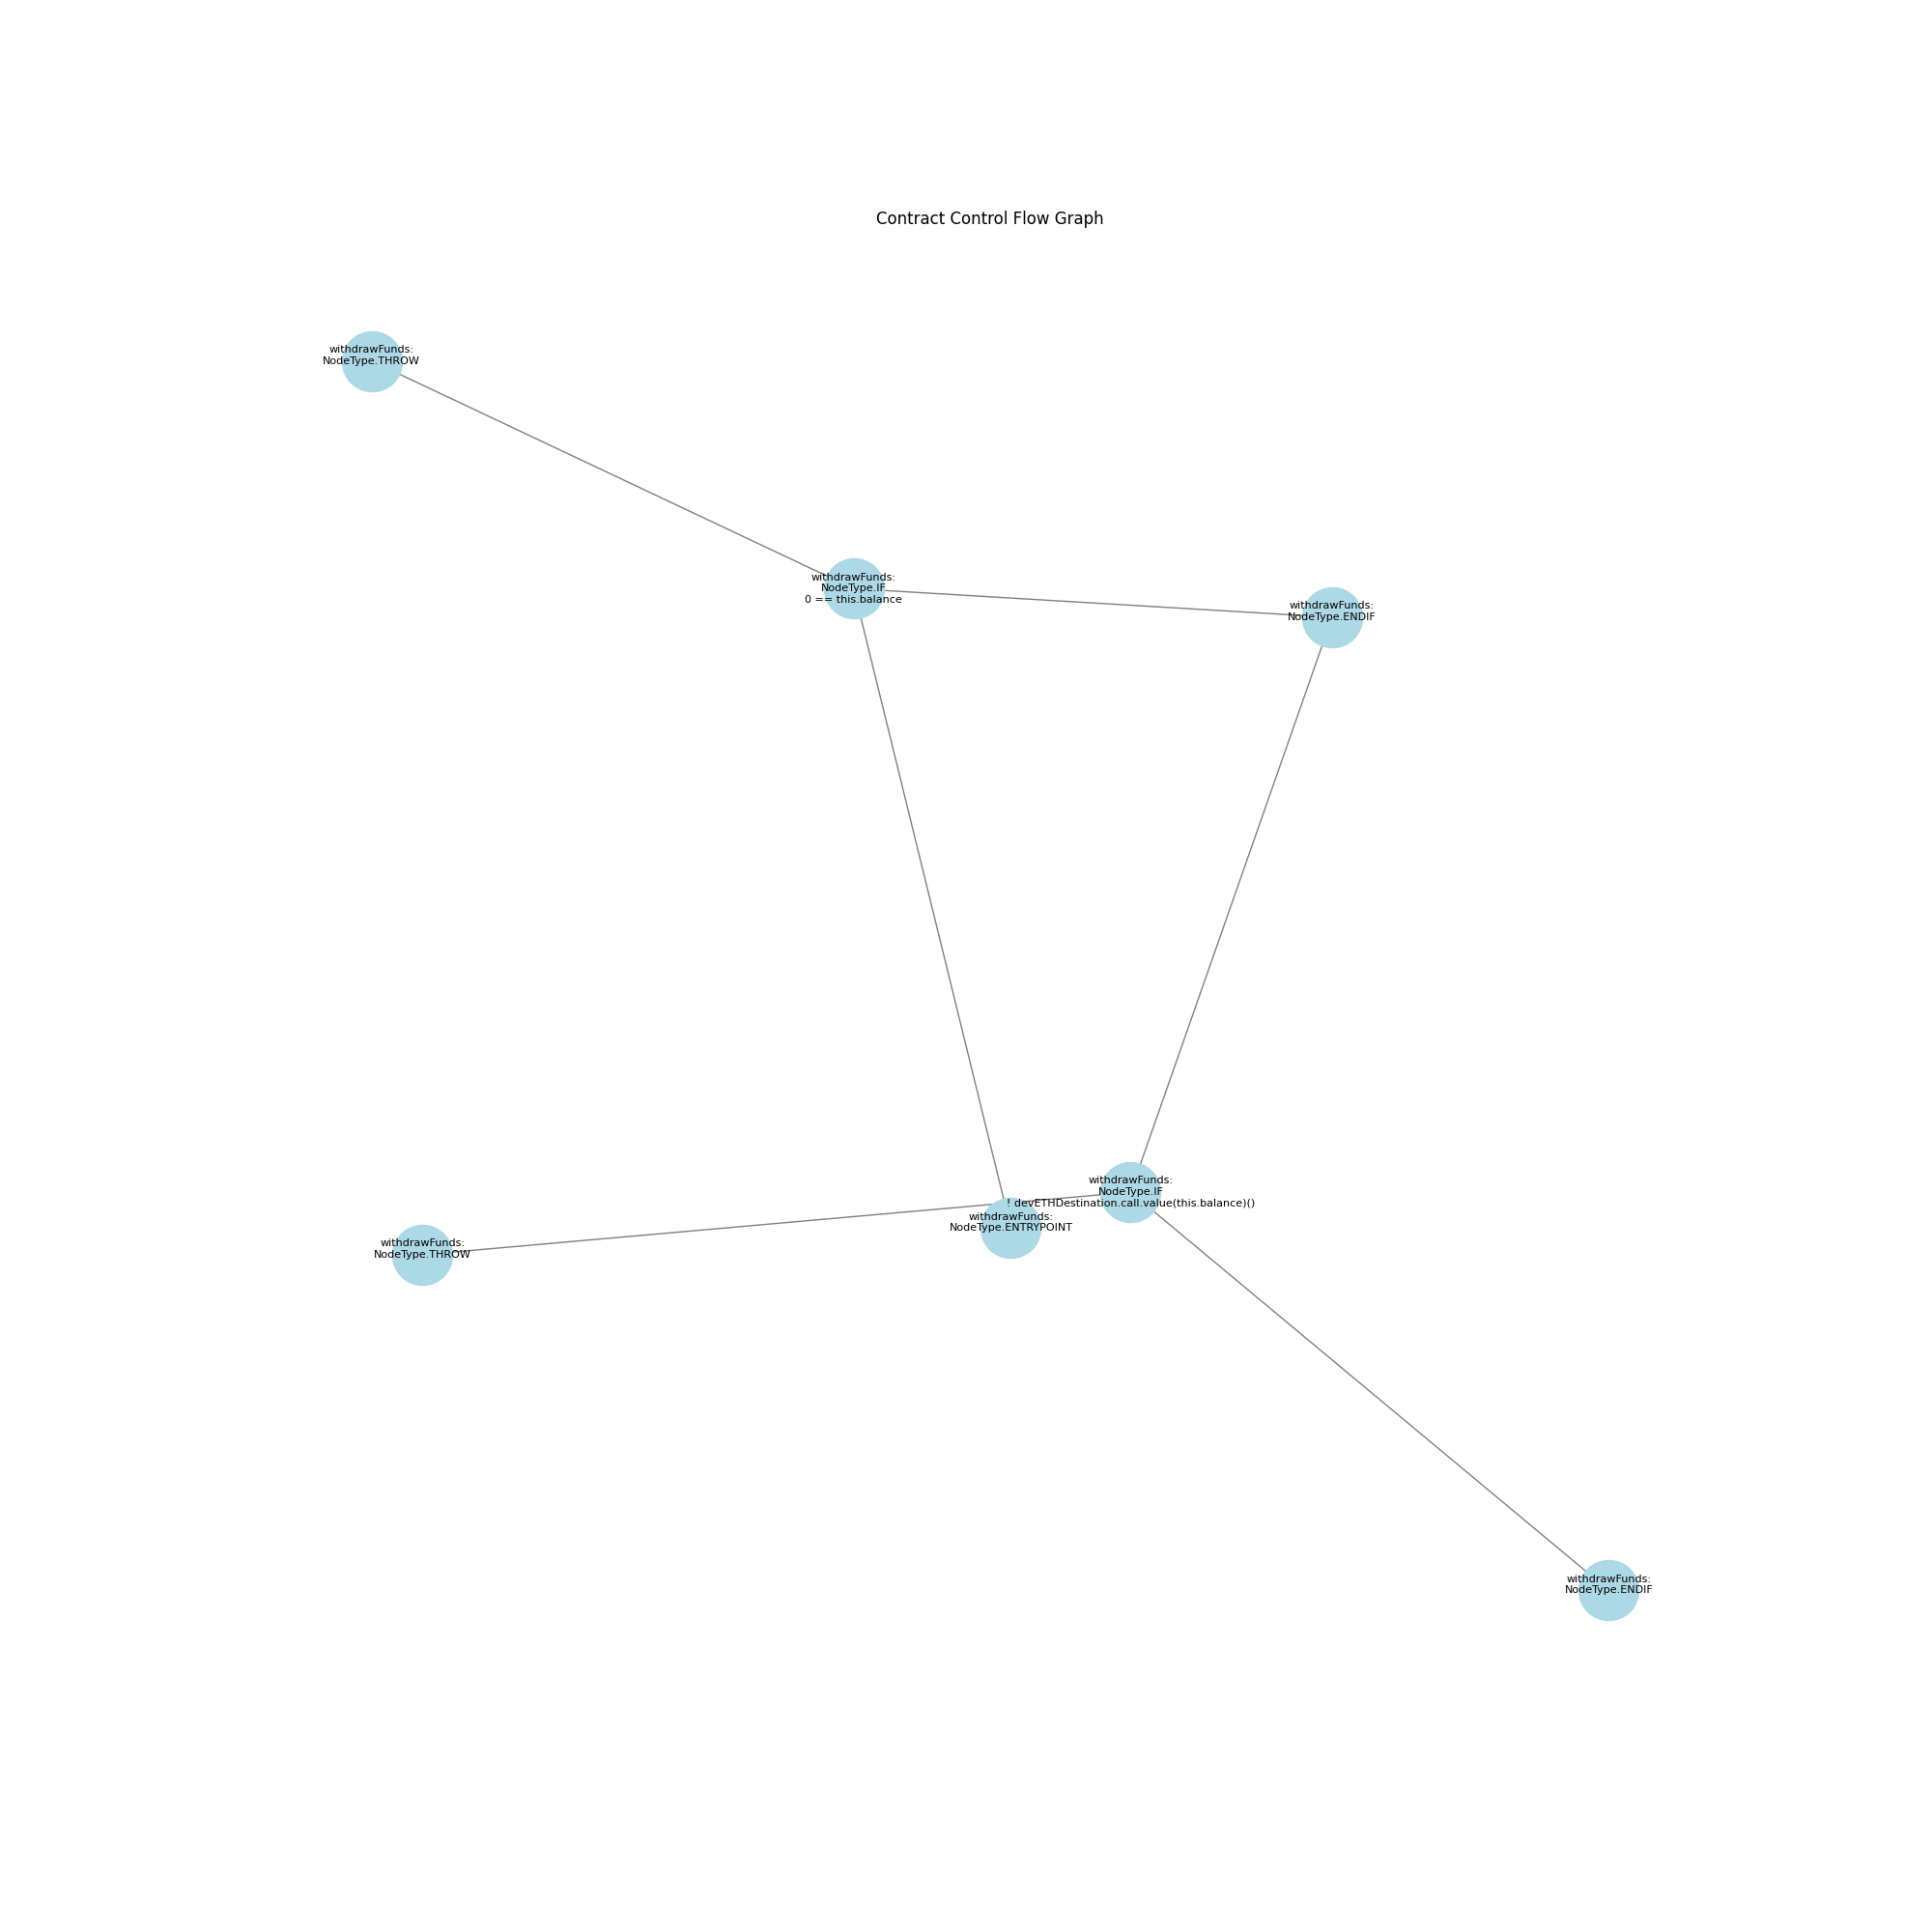 Contract Control Flow Graph
withdrawFunds:
NodeType.THROW
withdrawFunds:
NodeType.IF
0 == this.balance
withdrawFunds:
NodeType.ENDIF
withdrawFunds:
NodeType.IF
! devETHDestination.call.value(this.balance)()
withdrawFunds:
NodeType.ENTRYPOINT
withdrawFunds:
NodeType.THROW
withdrawFunds:
NodeType.ENDIF